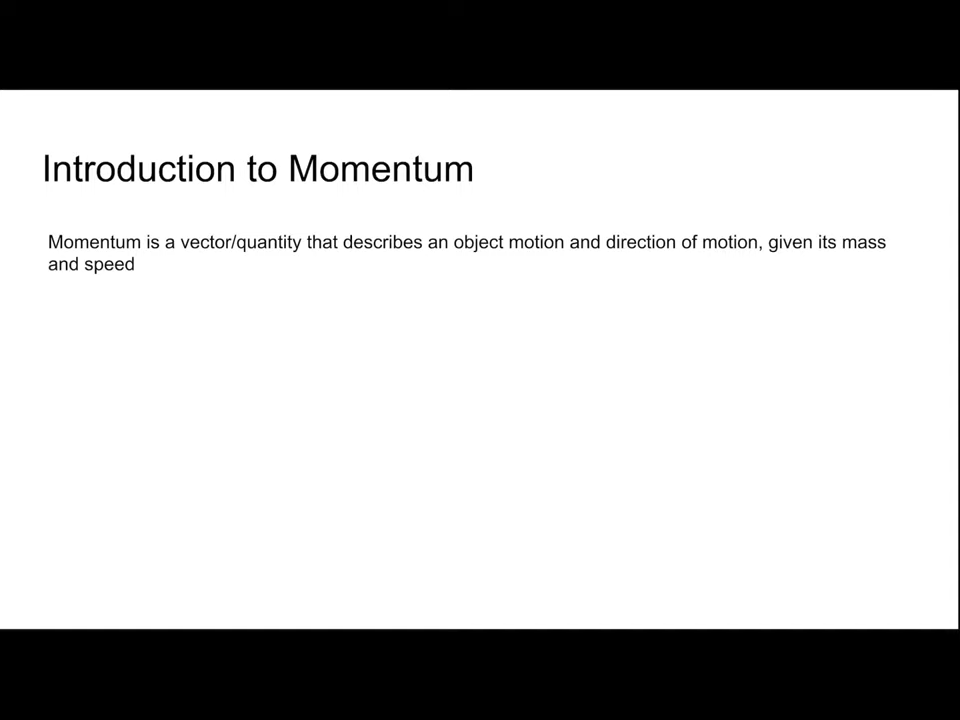 Introduction to Momentum
Momentum is a vector/quantity that describes an object motion and direction of motion, given its mass
and speed